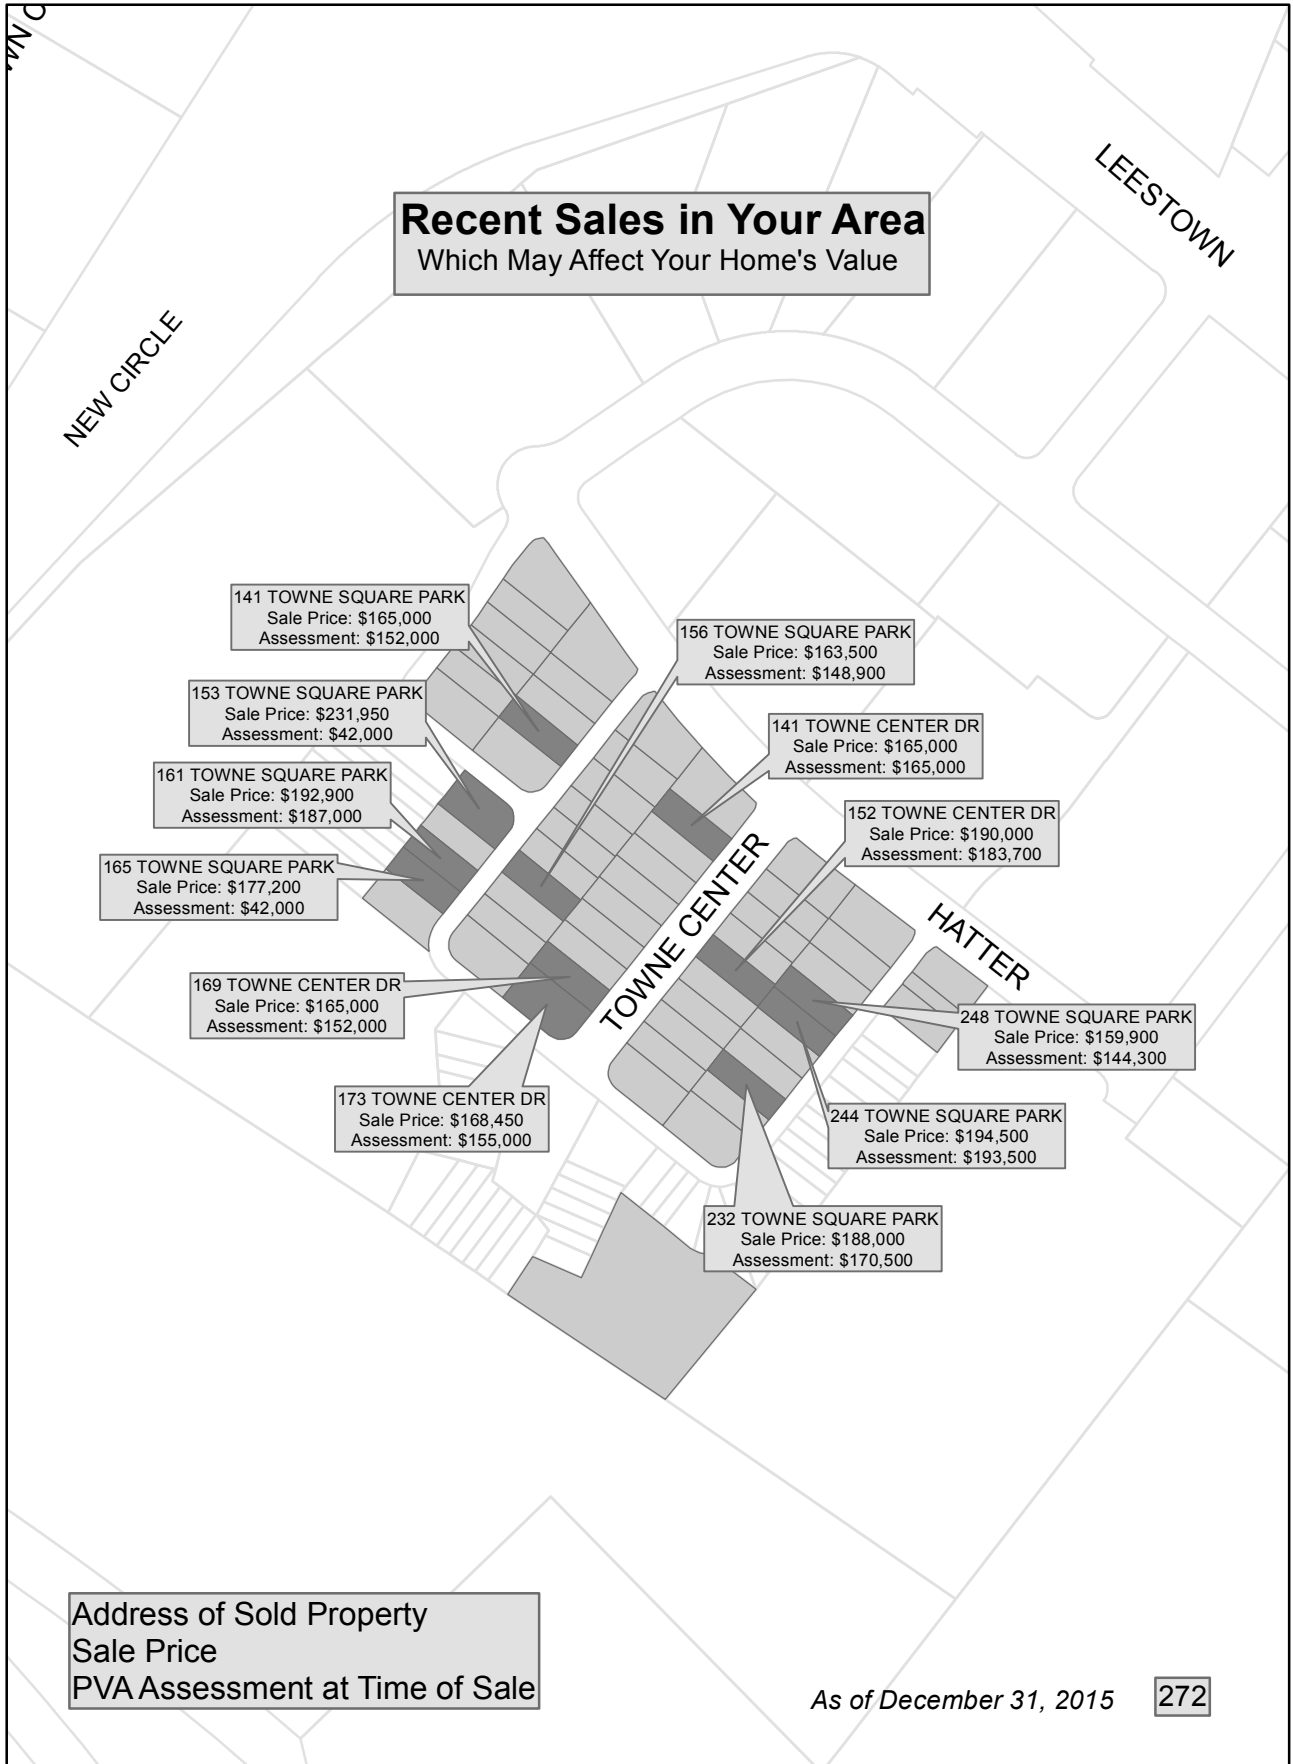 WN C
LEESTOWN
Recent Sales in Your Area
Which May Affect Your Home's Value
NEW CIRCLE
141 TOWNE SQUARE PARK
Sale Price: $165,000
Assessment: $152,000
156 TOWNE SQUARE PARK
Sale Price: $163,500
Assessment: $148,900
153 TOWNE SQUARE PARK
Sale Price: $231,950
Assessment: $42,000
141 TOWNE CENTER DR
Sale Price: $165,000
Assessment: $165,000
161 TOWNE SQUARE PARK
Sale Price: $192,900
Assessment: $187,000
152 TOWNE CENTER DR
Sale Price: $190,000
Assessment: $183,700
165 TOWNE SQUARE PARK
Sale Price: $177,200
Assessment: $42,000
TOWNE CENTER
HATTER
169 TOWNE CENTER DR
Sale Price: $165,000
Assessment: $152,000
248 TOWNE SQUARE PARK
Sale Price: $159,900
Assessment: $144,300
173 TOWNE CENTER DR
Sale Price: $168,450
Assessment: $155,000
244 TOWNE SQUARE PARK
Sale Price: $194,500
Assessment: $193,500
232 TOWNE SQUARE PARK
Sale Price: $188,000
Assessment: $170,500
Address of Sold Property
Sale Price
PVA Assessment at Time of Sale
As of December 31, 2015
272